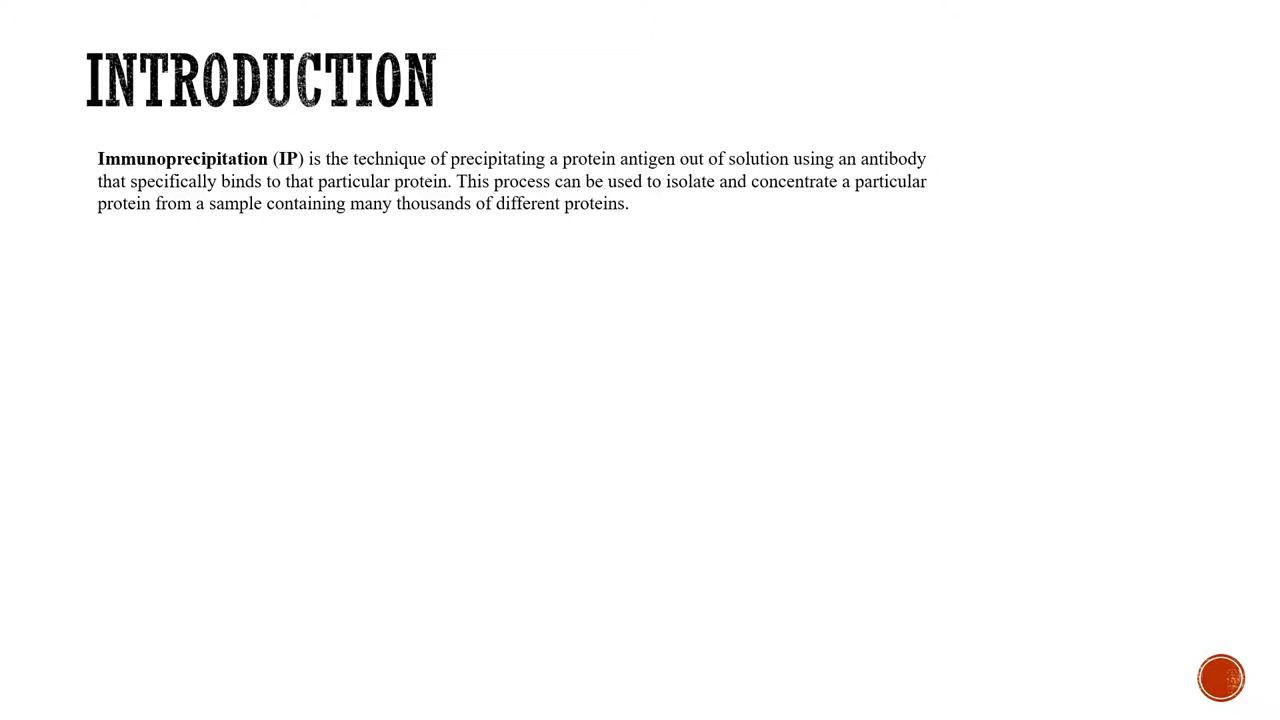 INTRODUCTION
Immunoprecipitation (IP) is the technique of precipitating a protein antigen out of solution using an antibody
that specifically binds to that particular protein. This process can be used to isolate and concentrate a particular
protein from a sample containing many thousands of different proteins.